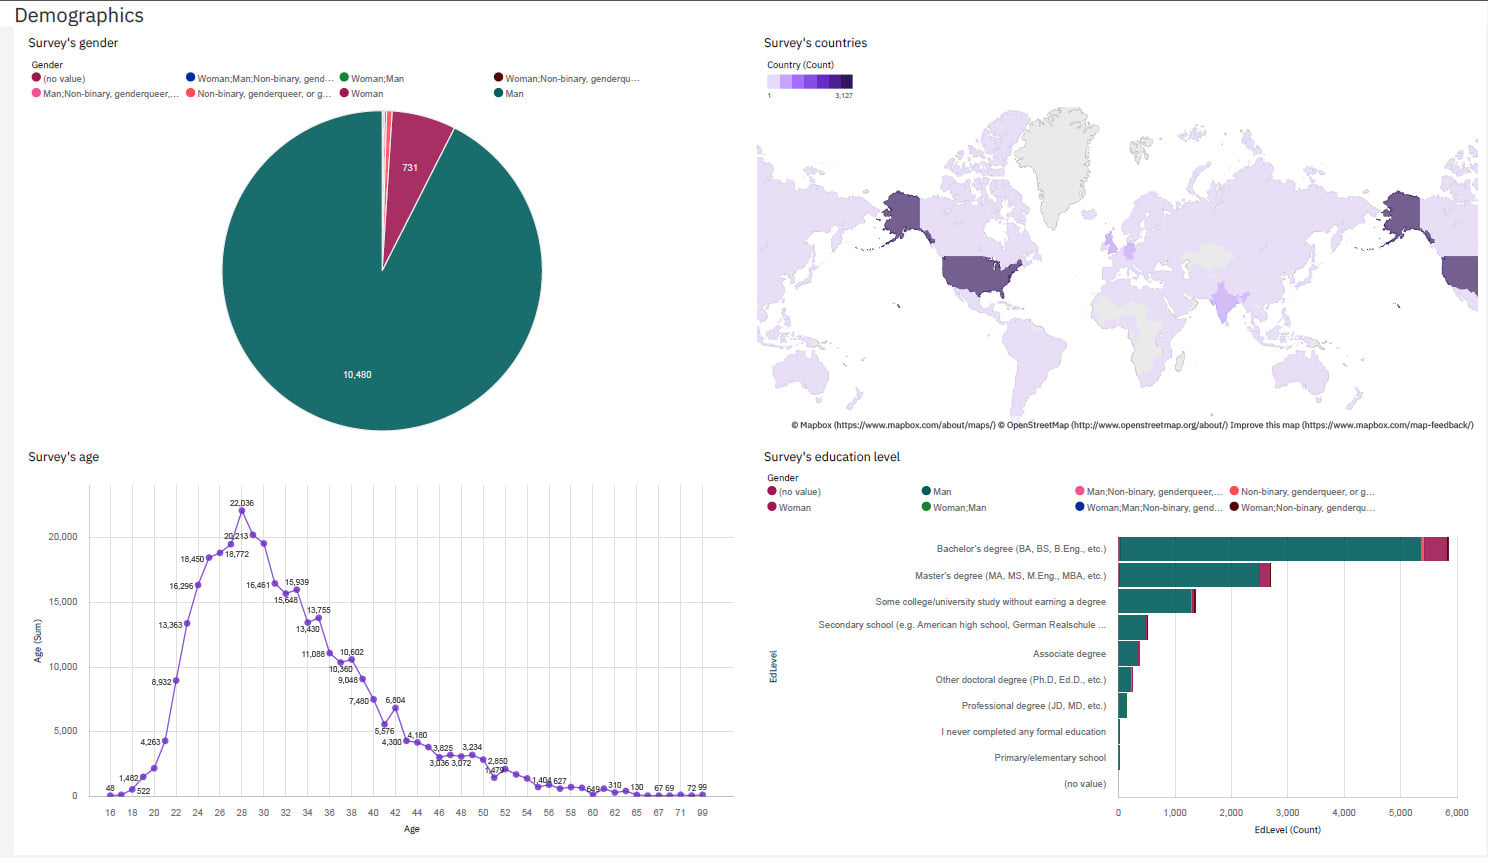 Demographics
Survey's gender
Gender
(no value)
Woman;Man;Non-binary, gend...
Woman;Man
Woman;Non-binary, genderqu...
Man;Non-binary, genderqueer,...
Non-binary, genderqueer, or g...
Woman
Man
731
10,480
Survey's countries
Country (Count)
1
3,127
© Mapbox (https://www.mapbox.com/about/maps/) © OpenStreetMap (http://www.openstreetmap.org/about/) Improve this map (https://www.mapbox.com/map-feedback/)
Survey's age
Age (Sum)
20,000
15,000
10,000
5,000
0
48
522
1,482
4,263
8,932
13,363
16,296
18,450
18,772
20,213
22,036
16,461
15,648
15,939
13,430
13,755
11,086
10,360
10,602
9,048
7,480
5,576
6,804
4,300
4,180
3,825
3,036
3,072
3,234
2,850
1,479
1,404
627
649
310
130
67
69
72
99
16 18 20 22 24 26 28 30 32 34 36 38 40 42 44 46 48 50 52 54 56 58 60 62 65 67 71 99
Age
Survey's education level
Gender
(no value)
Man
Man;Non-binary, genderqueer,...
Non-binary, genderqueer, or g...
Woman
Woman;Man
Woman;Man;Non-binary, gend...
Woman;Non-binary, genderqu...
EdLevel
Bachelor's degree (BA, BS, B.Eng., etc.)
Master's degree (MA, MS, M.Eng., MBA, etc.)
Some college/university study without earning a degree
Secondary school (e.g. American high school, German Realschule ...
Associate degree
Other doctoral degree (Ph.D, Ed.D., etc.)
Professional degree (JD, MD, etc.)
I never completed any formal education
Primary/elementary school
(no value)
0 1,000 2,000 3,000 4,000 5,000 6,000
EdLevel (Count)